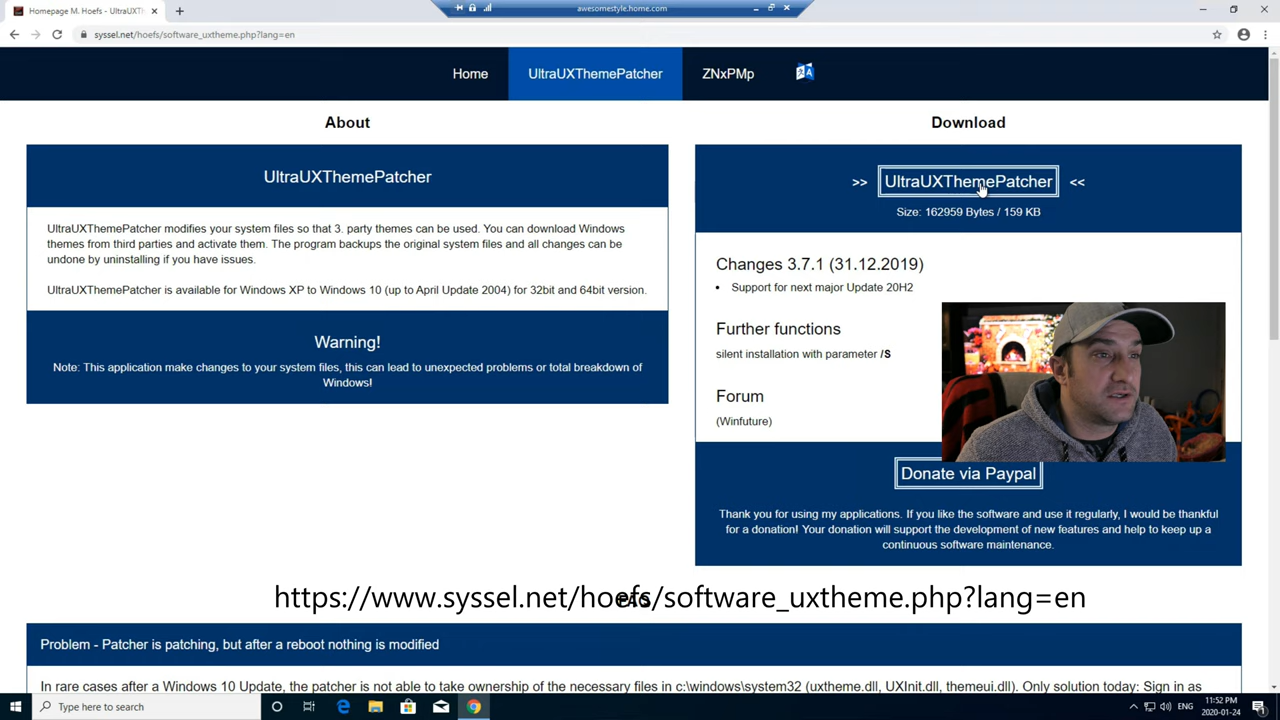 Homepage M. Hoefs - UltraUXT
awesomestyle.home.com
syssel.net/hoefs/software_uxtheme.php?lang=en
Home
UltraUXThemePatcher
ZNxPMp
About
UltraUXThemePatcher
UltraUXThemePatcher modifies your system files so that 3. party themes can be used. You can download Windows
themes from third parties and activate them. The program backups the original system files and all changes can be
undone by uninstalling if you have issues.
UltraUXThemePatcher is available for Windows XP to Windows 10 (up to April Update 2004) for 32bit and 64bit version.
Warning!
Note: This application make changes to your system files, this can lead to unexpected problems or total breakdown of
Windows!
Download
>> UltraUXThemePatcher <<
Size: 162959 Bytes / 159 KB
Changes 3.7.1 (31.12.2019)
• Support for next major Update 20H2
Further functions
silent installation with parameter /S
Forum
(Winfuture)
Donate via Paypal
Thank you for using my applications. If you like the software and use it regularly, I would be thankful
for a donation! Your donation will support the development of new features and help to keep up a
continuous software maintenance.
https://www.syssel.net/hoefs/software_uxtheme.php?lang=en
Problem - Patcher is patching, but after a reboot nothing is modified
In rare cases after a Windows 10 Update, the patcher is not able to take ownership of the necessary files in c:\windows\system32 (uxtheme.dll, UXInit.dll, themeui.dll). Only solution today: Sign in as
Type here to search
ENG
11:52 PM
2020-01-24